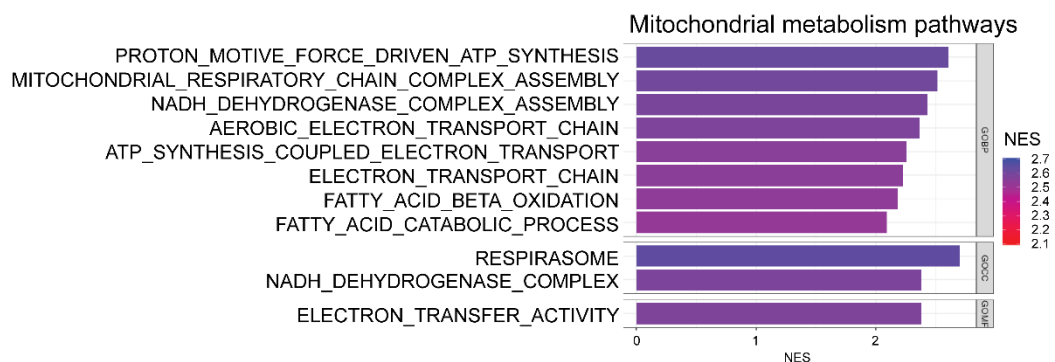 Mitochondrial metabolism pathways
PROTON_MOTIVE_FORCE_DRIVEN_ATP_SYNTHESIS
MITOCHONDRIAL_RESPIRATORY_CHAIN_COMPLEX_ASSEMBLY
NADH_DEHYDROGENASE_COMPLEX_ASSEMBLY
AEROBIC_ELECTRON_TRANSPORT_CHAIN
ATP_SYNTHESIS_COUPLED_ELECTRON_TRANSPORT
ELECTRON_TRANSPORT_CHAIN
FATTY_ACID_BETA_OXIDATION
FATTY_ACID_CATABOLIC_PROCESS
GOBP
RESPIRASOME
NADH_DEHYDROGENASE_COMPLEX
GOCC
ELECTRON_TRANSFER_ACTIVITY
GOMF
0 1 2
NES
NES
2.7
2.6
2.5
2.4
2.3
2.2
2.1